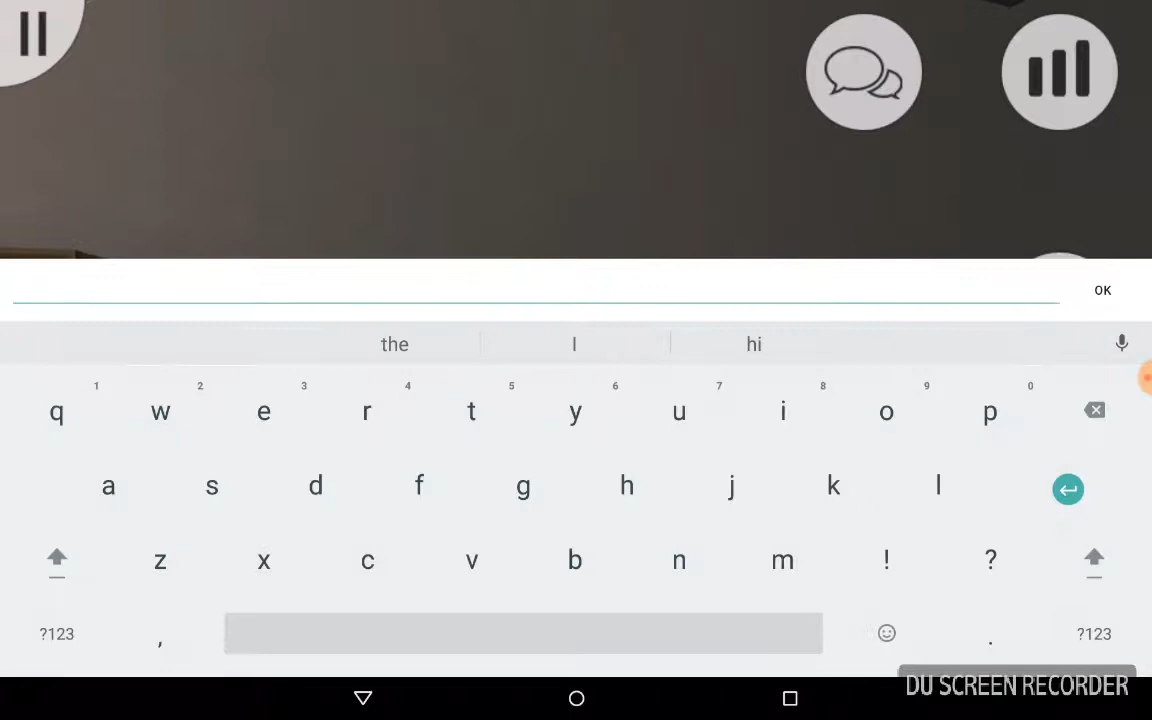 OK
the I hi
1 2 3 4 5 6 7 8 9 0
q w e r t y u i o p
a s d f g h j k l
z x c v b n m ! ?
?123 , . ?123
DU SCREEN RECORDER